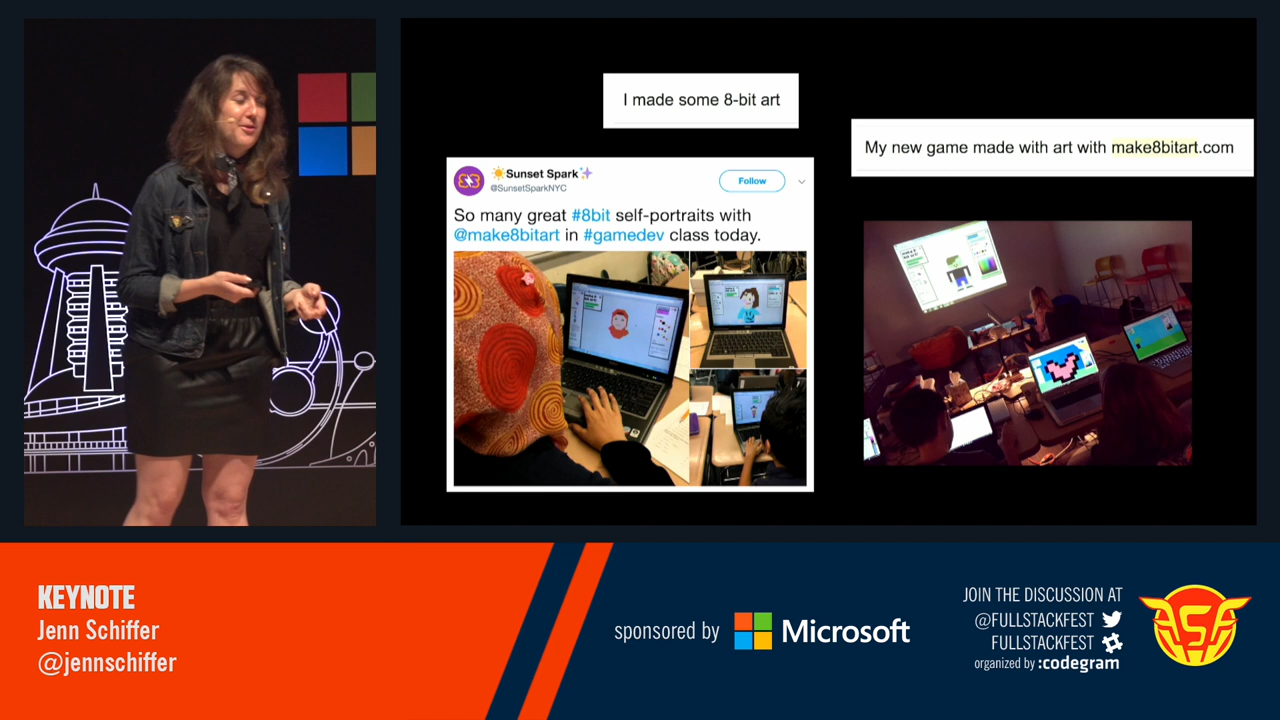 I made some 8-bit art
My new game made with art with make8bitart.com
Sunset Spark
@SunsetSparkNYC
Follow
So many great #8bit self-portraits with
@make8bitart in #gamedev class today.
KEYNOTE
Jenn Schiffer
@jennschiffer
sponsored by Microsoft
JOIN THE DISCUSSION AT
@FULLSTACKFEST
FULLSTACKFEST
organized by :codegram
FSF